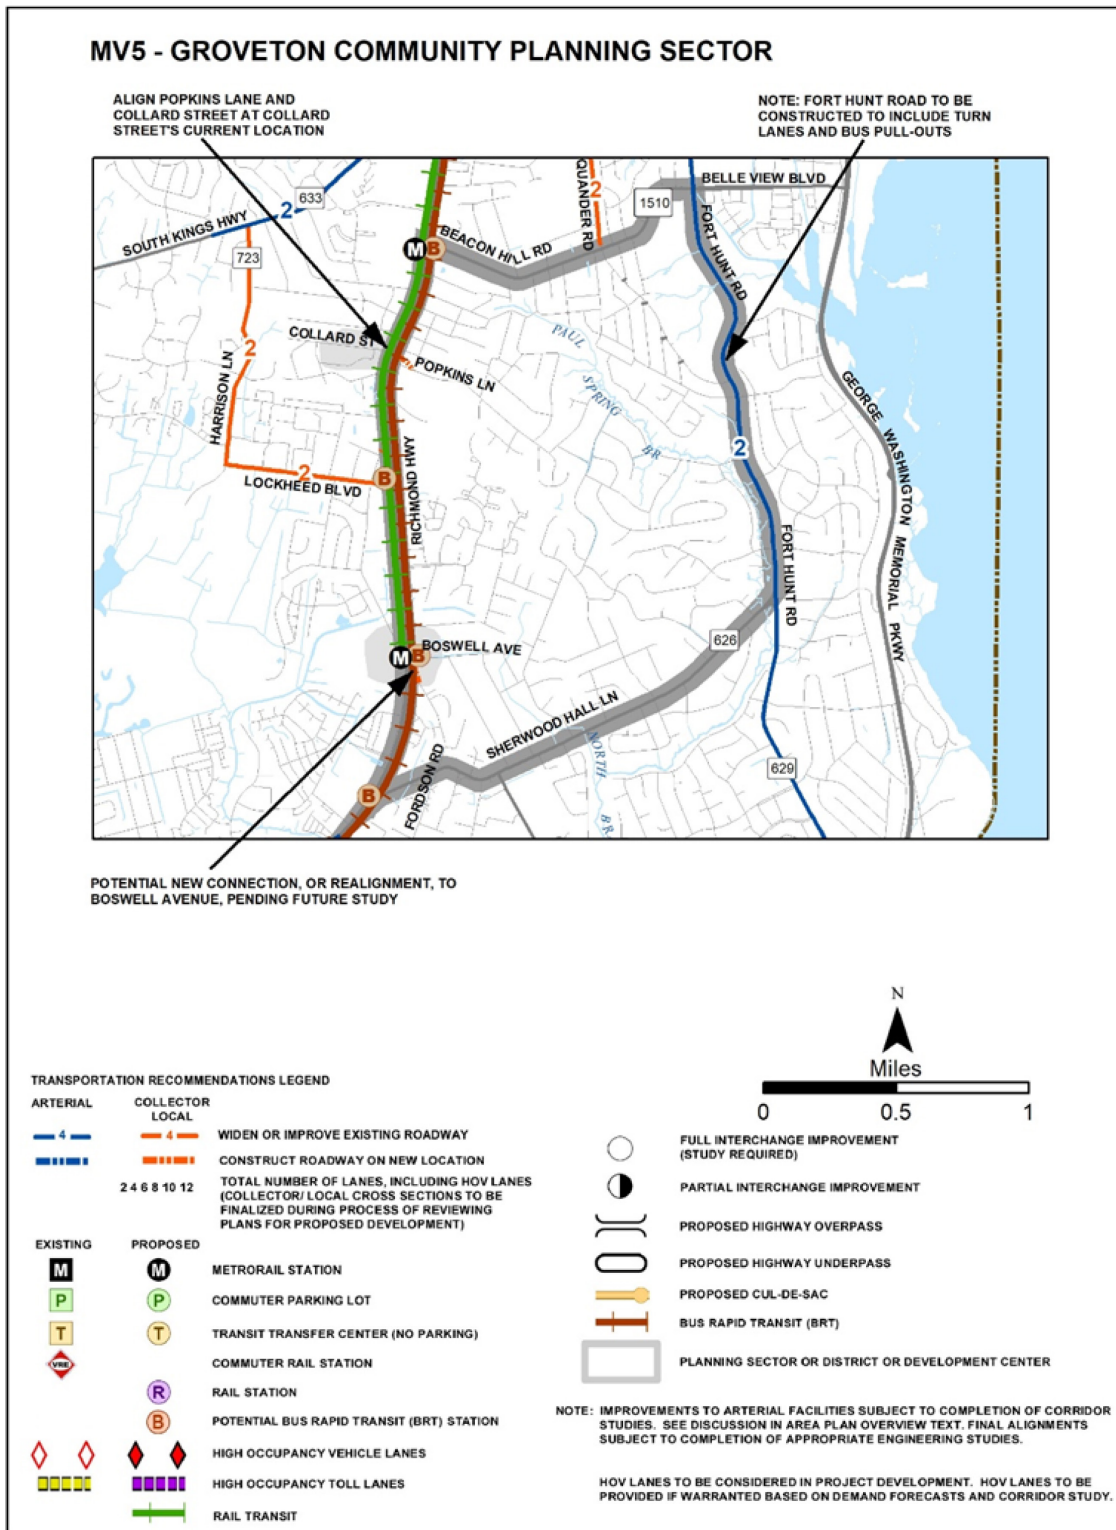 MV5 - GROVETON COMMUNITY PLANNING SECTOR
ALIGN POPKINS LANE AND
COLLARD STREET AT COLLARD
STREET'S CURRENT LOCATION
NOTE: FORT HUNT ROAD TO BE
CONSTRUCTED TO INCLUDE TURN
LANES AND BUS PULL-OUTS
SOUTH KINGS HWY
2
633
723
QUANDER RD
2
1510
BELLE VIEW BLVD
FORT HUNT RD
M
B
BEACON HILL RD
COLLARD ST
POPKINS LN
PAUL
SPRING
BR
HARRISON LN
2
2
LOCKHEED BLVD
B
RICHMOND HWY
2
GEORGE WASHINGTON MEMORIAL PKWY
FORT HUNT RD
M
B
BOSWELL AVE
626
SHERWOOD HALL LN
NORTH
BR
629
B
FORDSON RD
POTENTIAL NEW CONNECTION, OR REALIGNMENT, TO
BOSWELL AVENUE, PENDING FUTURE STUDY
N
Miles
0 0.5 1
TRANSPORTATION RECOMMENDATIONS LEGEND
ARTERIAL
COLLECTOR
LOCAL
4 4 WIDEN OR IMPROVE EXISTING ROADWAY
CONSTRUCT ROADWAY ON NEW LOCATION
2 4 6 8 10 12 TOTAL NUMBER OF LANES, INCLUDING HOV LANES
(COLLECTOR/ LOCAL CROSS SECTIONS TO BE
FINALIZED DURING PROCESS OF REVIEWING
PLANS FOR PROPOSED DEVELOPMENT)
EXISTING PROPOSED
M M METRORAIL STATION
P P COMMUTER PARKING LOT
T T TRANSIT TRANSFER CENTER (NO PARKING)
VRE COMMUTER RAIL STATION
R RAIL STATION
B POTENTIAL BUS RAPID TRANSIT (BRT) STATION
HIGH OCCUPANCY VEHICLE LANES
HIGH OCCUPANCY TOLL LANES
RAIL TRANSIT
FULL INTERCHANGE IMPROVEMENT
(STUDY REQUIRED)
PARTIAL INTERCHANGE IMPROVEMENT
PROPOSED HIGHWAY OVERPASS
PROPOSED HIGHWAY UNDERPASS
PROPOSED CUL-DE-SAC
BUS RAPID TRANSIT (BRT)
PLANNING SECTOR OR DISTRICT OR DEVELOPMENT CENTER
NOTE: IMPROVEMENTS TO ARTERIAL FACILITIES SUBJECT TO COMPLETION OF CORRIDOR
STUDIES. SEE DISCUSSION IN AREA PLAN OVERVIEW TEXT. FINAL ALIGNMENTS
SUBJECT TO COMPLETION OF APPROPRIATE ENGINEERING STUDIES.
HOV LANES TO BE CONSIDERED IN PROJECT DEVELOPMENT. HOV LANES TO BE
PROVIDED IF WARRANTED BASED ON DEMAND FORECASTS AND CORRIDOR STUDY.